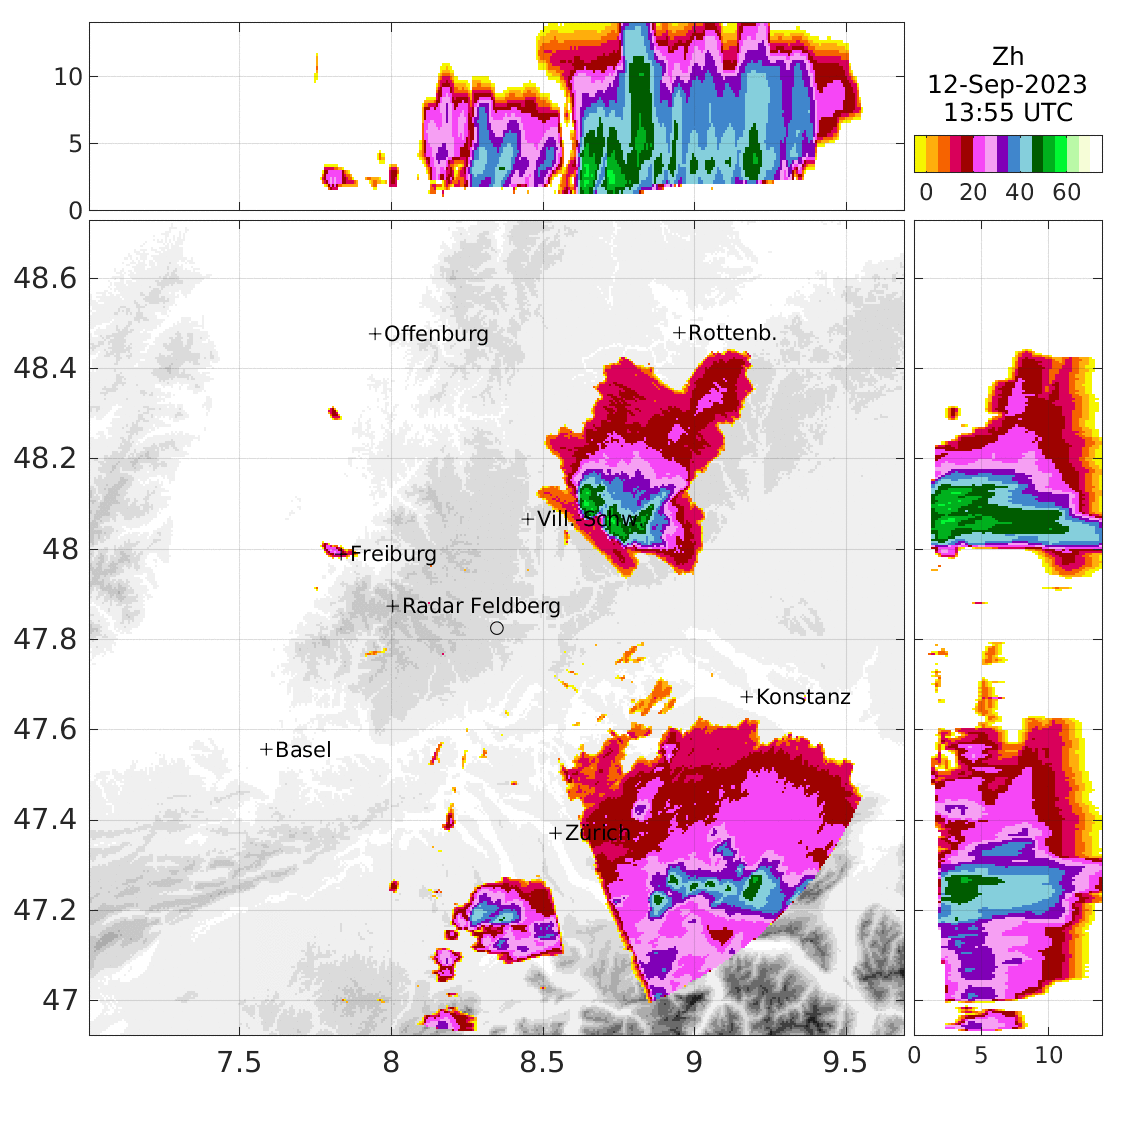 10
5
0
Zh
12-Sep-2023
13:55 UTC
0 20 40 60
48.6
48.4
48.2
48
47.8
47.6
47.4
47.2
47
Offenburg
Rottenb.
Vill.-Schw.
Freiburg
Radar Feldberg
Konstanz
Basel
Zürich
7.5 8 8.5 9 9.5
0 5 10